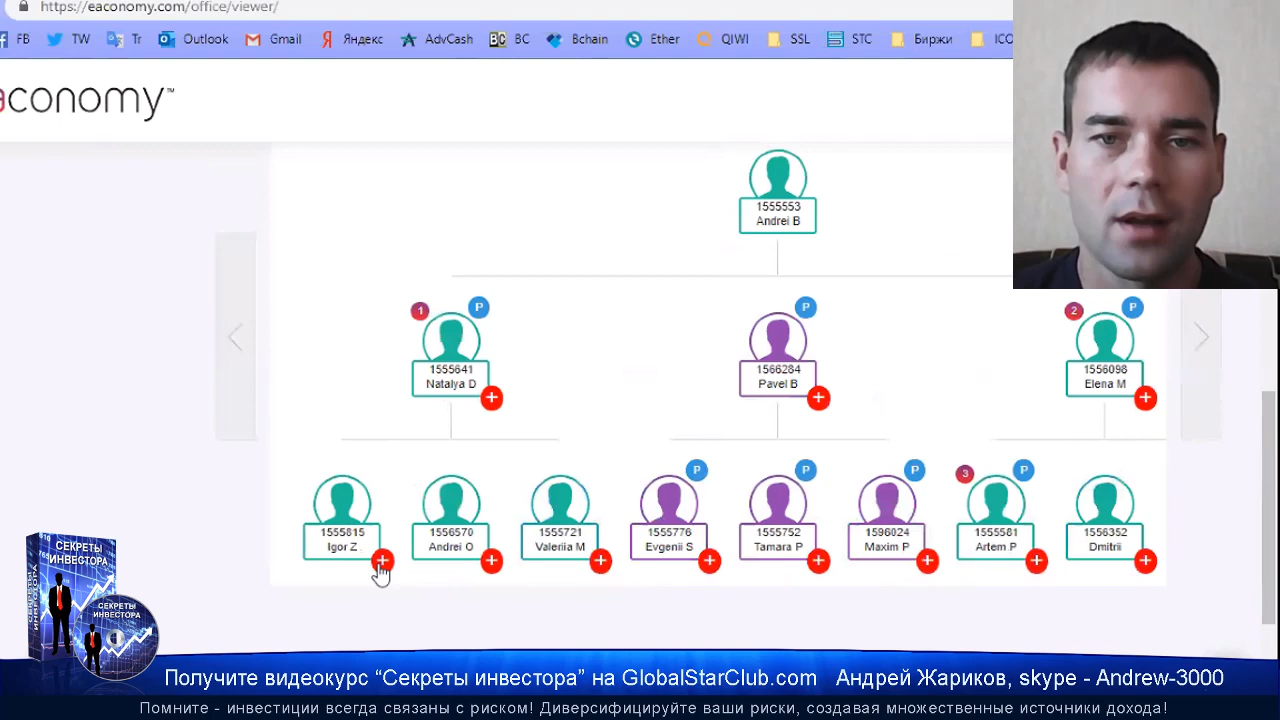 https://eaconomy.com/office/viewer/
FB TW Tr Outlook Gmail Яндекс AdvCash BC Bchain Ether QIWI SSL STC Биржи ICO
aconomy™
1555553
Andrei B
1 P P 2 P
1555641 1566284 1556098
Natalya D Pavel B Elena M
P P P 3 P
1555815 1556570 1555721 1555776 1555752 1596024 1555581 1556352
Igor Z Andrei O Valeriia M Evgenii S Tamara P Maxim P Artem P Dmitrii
СЕКРЕТЫ
ИНВЕСТОРА
СЕКРЕТЫ
ИНВЕСТОРА
Получите видеокурс “Секреты инвестора” на GlobalStarClub.com Андрей Жариков, skype - Andrew-3000
Помните - инвестиции всегда связаны с риском! Диверсифицируйте ваши риски, создавая множественные источники дохода!